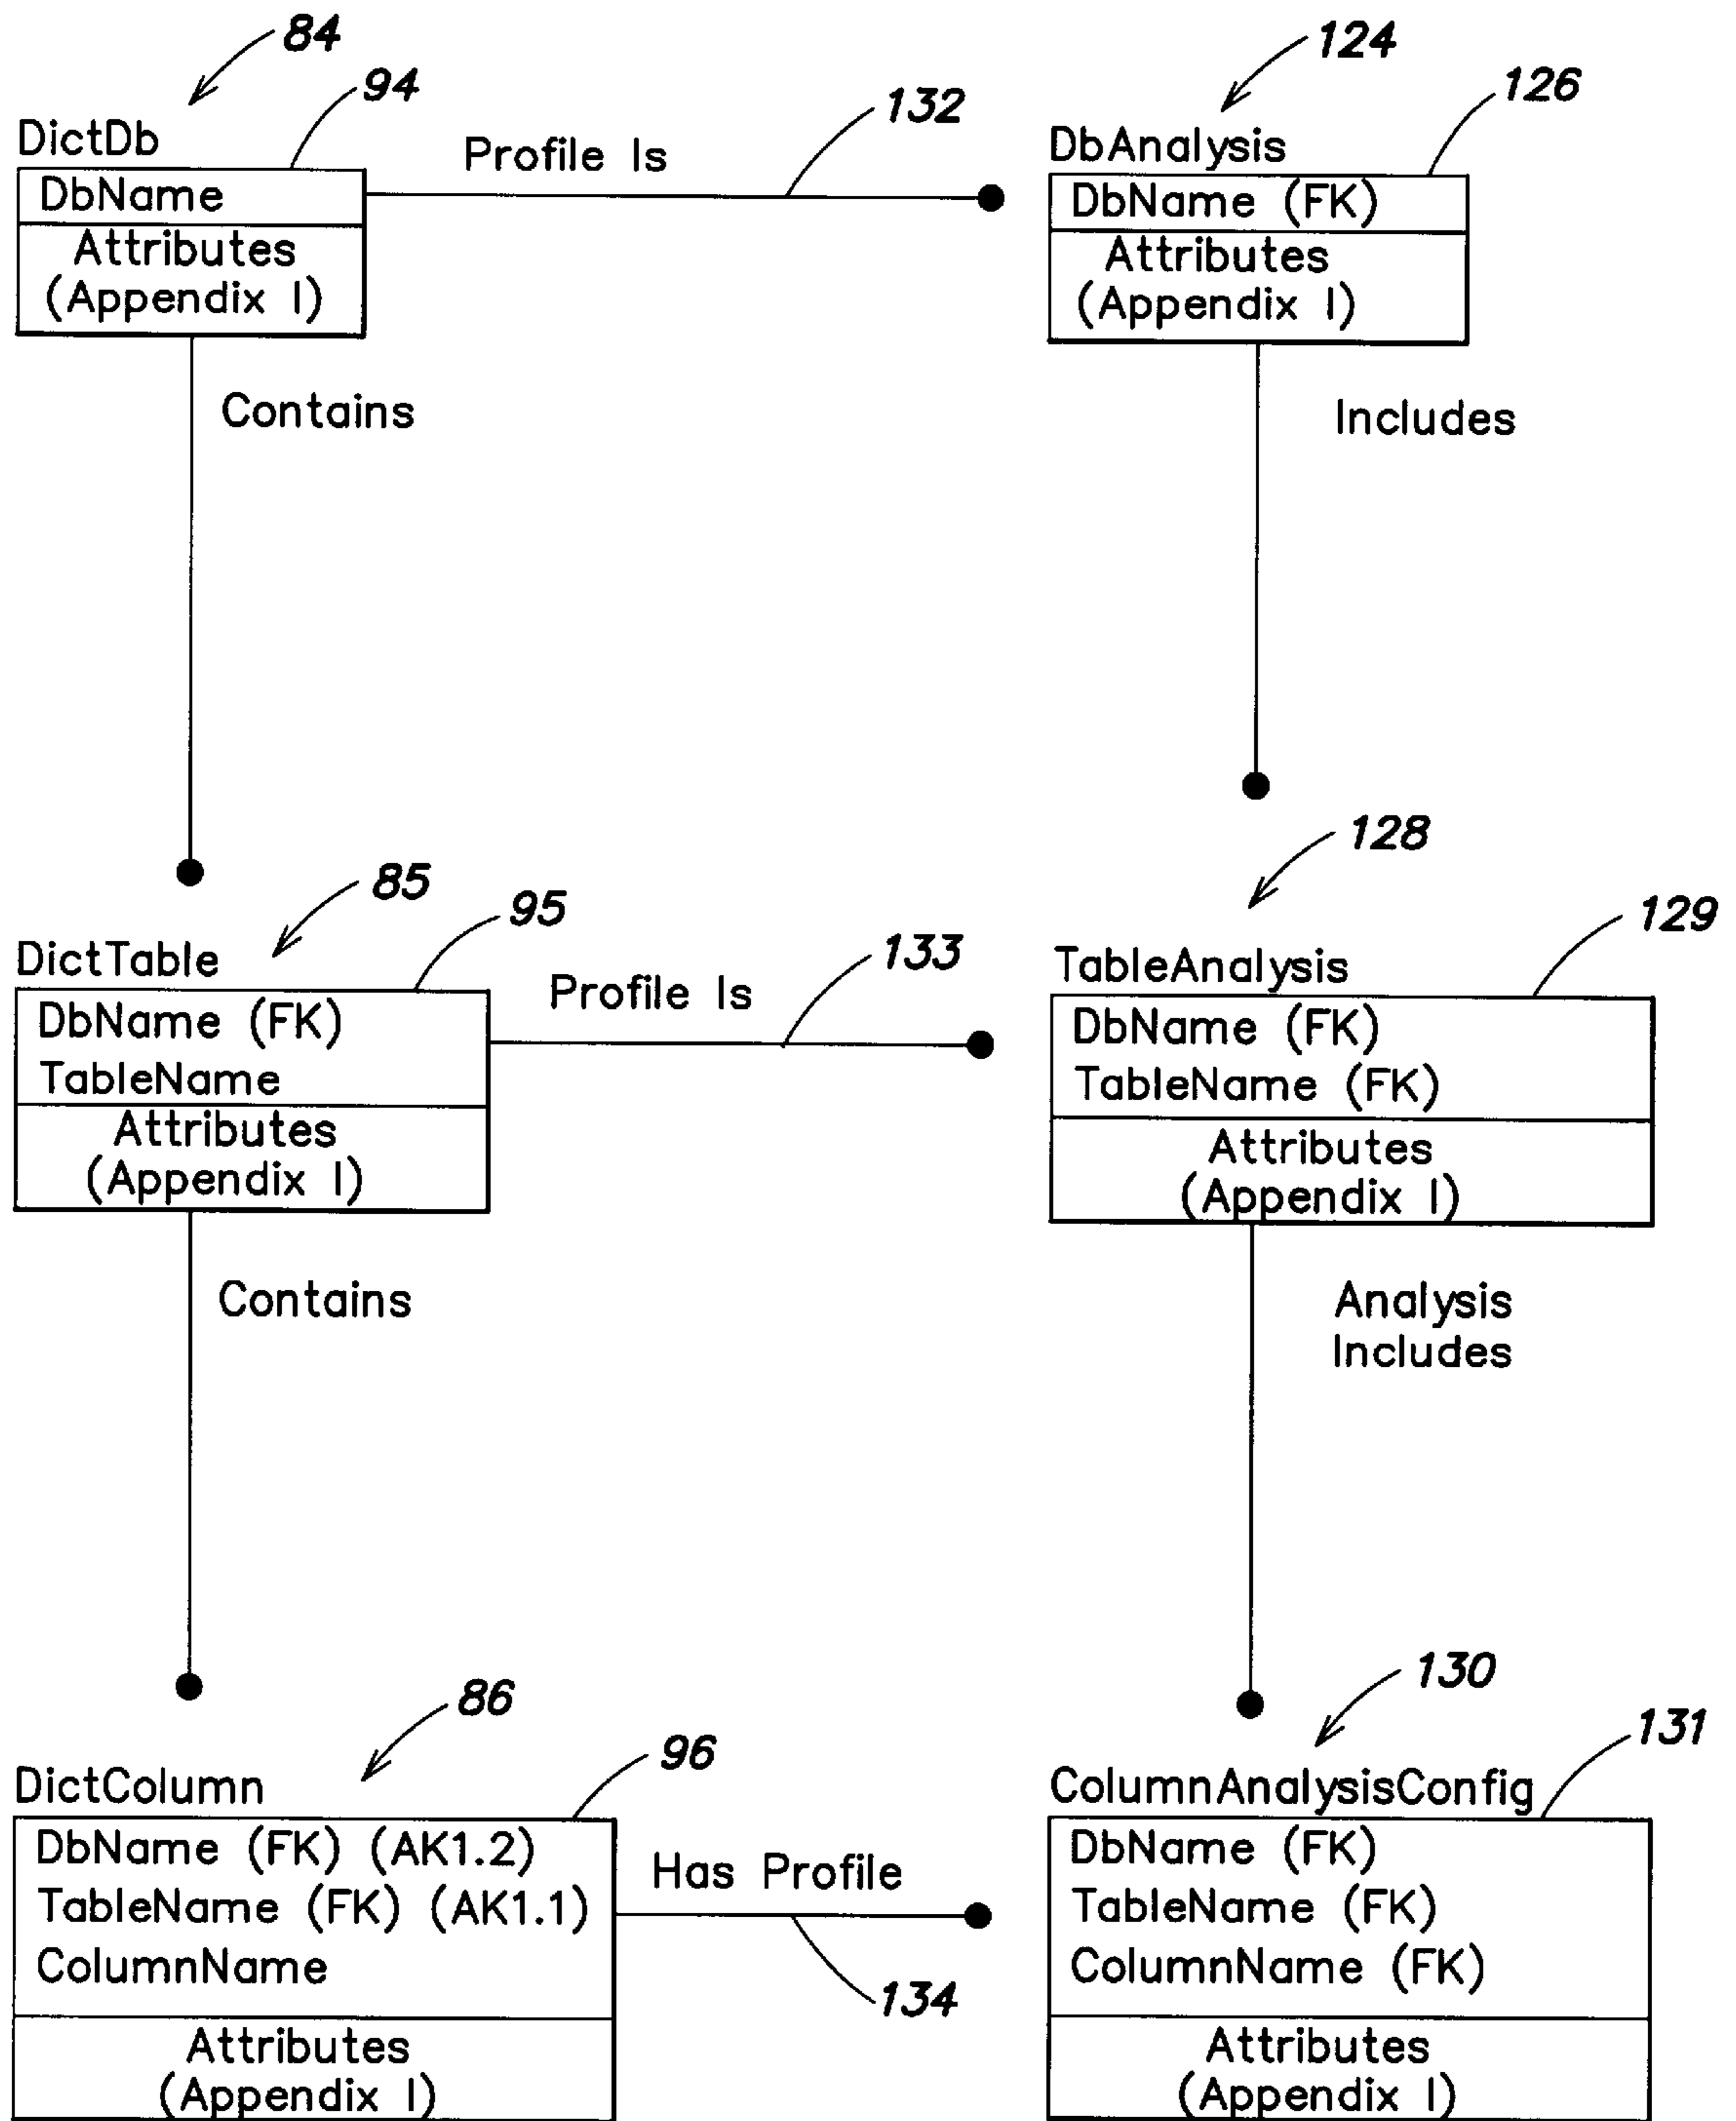 84
124
94
126
132
DictDb
Profile Is
DbAnalysis
DbName
DbName (FK)
Attributes
(Appendix I)
Attributes
(Appendix I)
Contains
Includes
85
128
95
129
133
DictTable
Profile Is
TableAnalysis
DbName (FK)
TableName
DbName (FK)
TableName (FK)
Attributes
(Appendix I)
Attributes
(Appendix I)
Contains
Analysis
Includes
86
130
96
131
DictColumn
ColumnAnalysisConfig
DbName (FK) (AK1.2)
TableName (FK) (AK1.1)
ColumnName
Has Profile
134
DbName (FK)
TableName (FK)
ColumnName (FK)
Attributes
(Appendix I)
Attributes
(Appendix I)